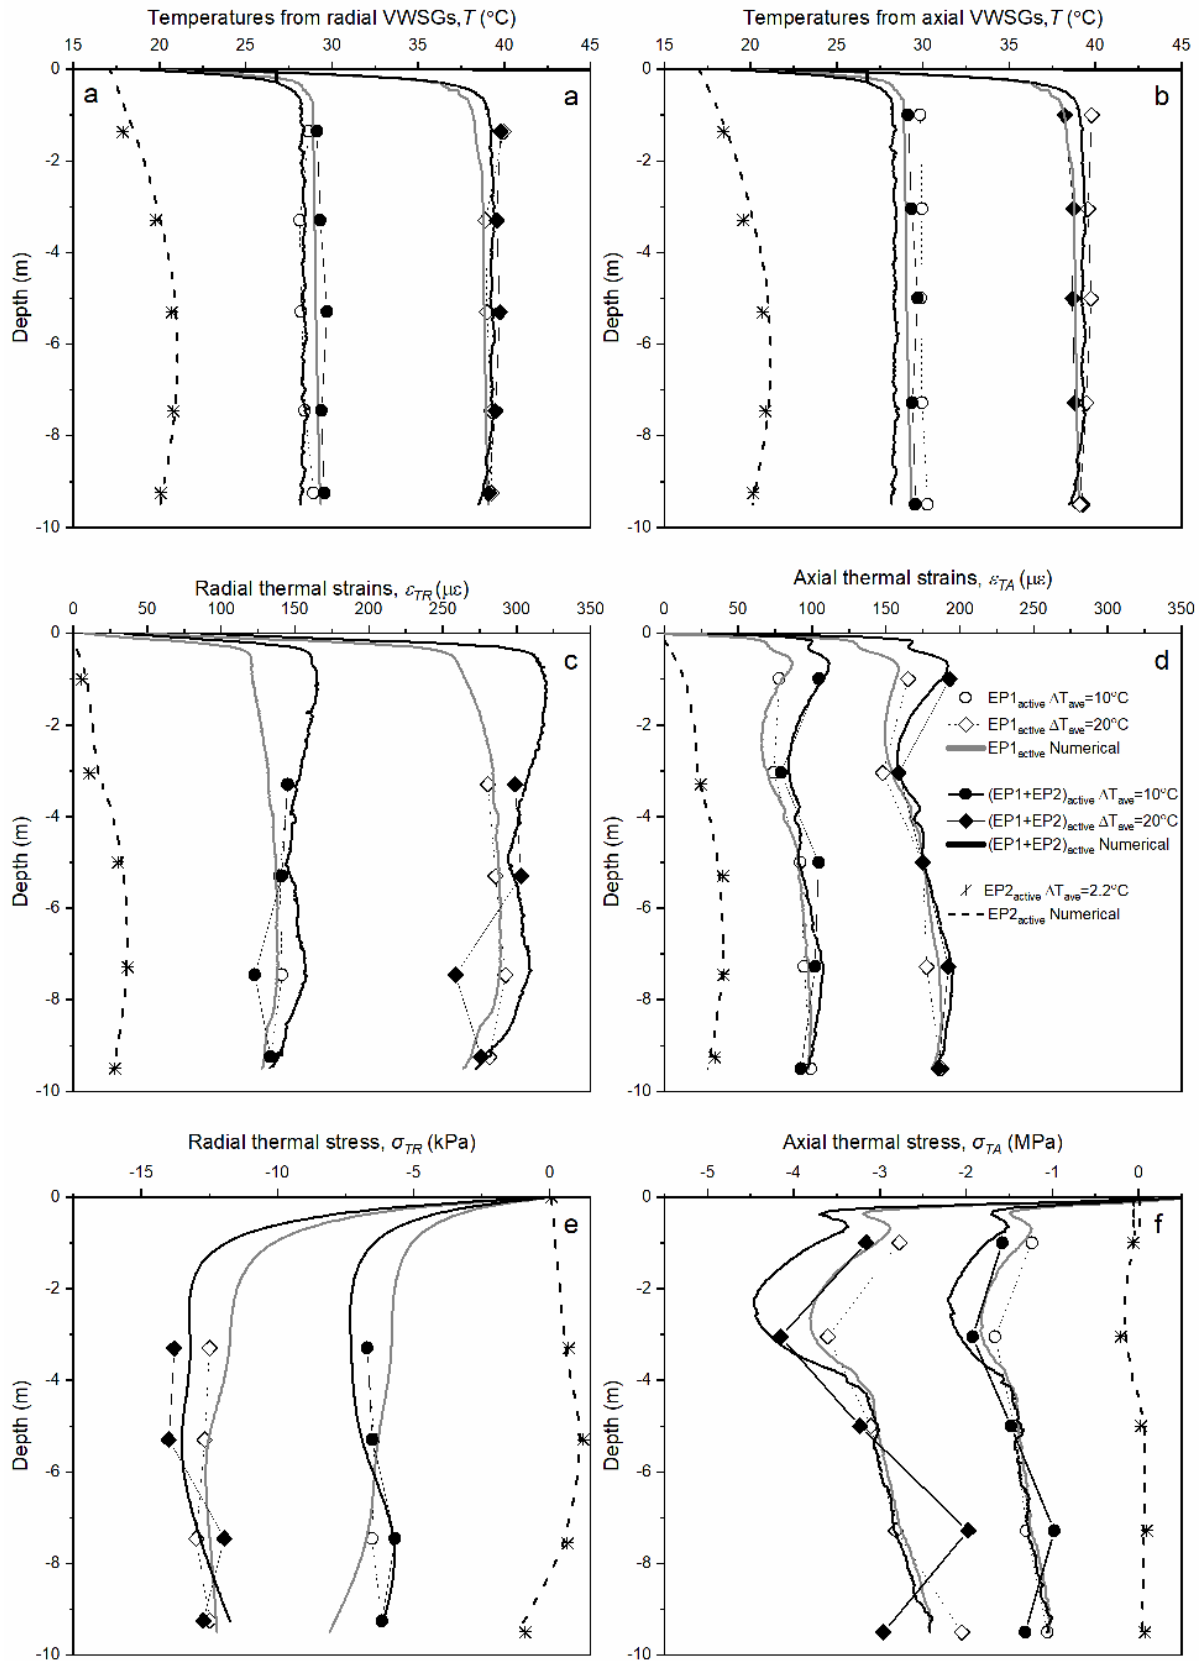 Temperatures from radial VWSGs, T (°C)
15 20 25 30 35 40 45
0
-2
-4
-6
-8
-10
Depth (m)
a
a
Temperatures from axial VWSGs, T (°C)
15 20 25 30 35 40 45
0
-2
-4
-6
-8
-10
Depth (m)
b
Radial thermal strains, εTR (µε)
0 50 100 150 200 250 300 350
0
-2
-4
-6
-8
-10
Depth (m)
c
Axial thermal strains, εTA (µε)
0 50 100 150 200 250 300 350
0
-2
-4
-6
-8
-10
Depth (m)
d
EP1active ΔTave=10°C
EP1active ΔTave=20°C
EP1active Numerical
(EP1+EP2)active ΔTave=10°C
(EP1+EP2)active ΔTave=20°C
(EP1+EP2)active Numerical
EP2active ΔTave=2.2°C
EP2active Numerical
Radial thermal stress, σTR (kPa)
-15 -10 -5 0
0
-2
-4
-6
-8
-10
Depth (m)
e
Axial thermal stress, σTA (MPa)
-5 -4 -3 -2 -1 0
0
-2
-4
-6
-8
-10
Depth (m)
f